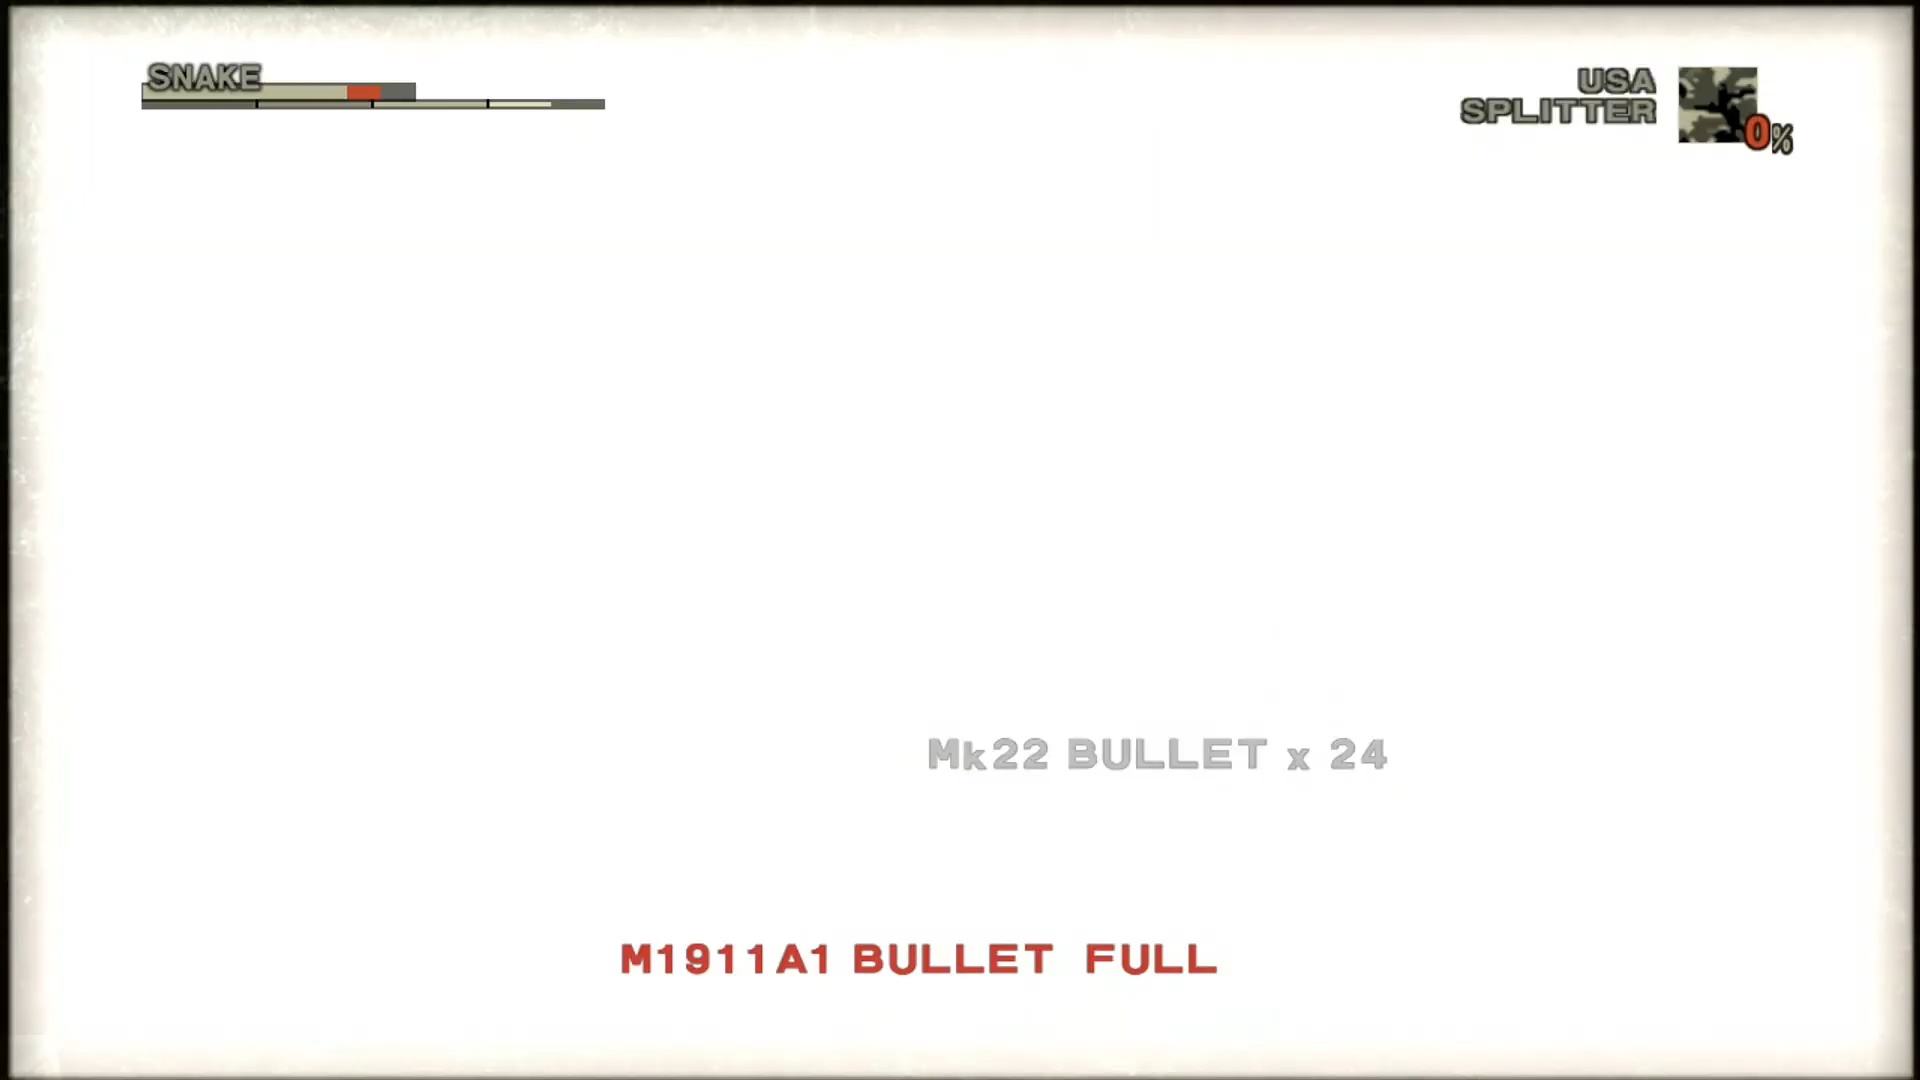 SNAKE
USA
SPLITTER
0%
Mk22 BULLET x 24
M1911A1 BULLET FULL